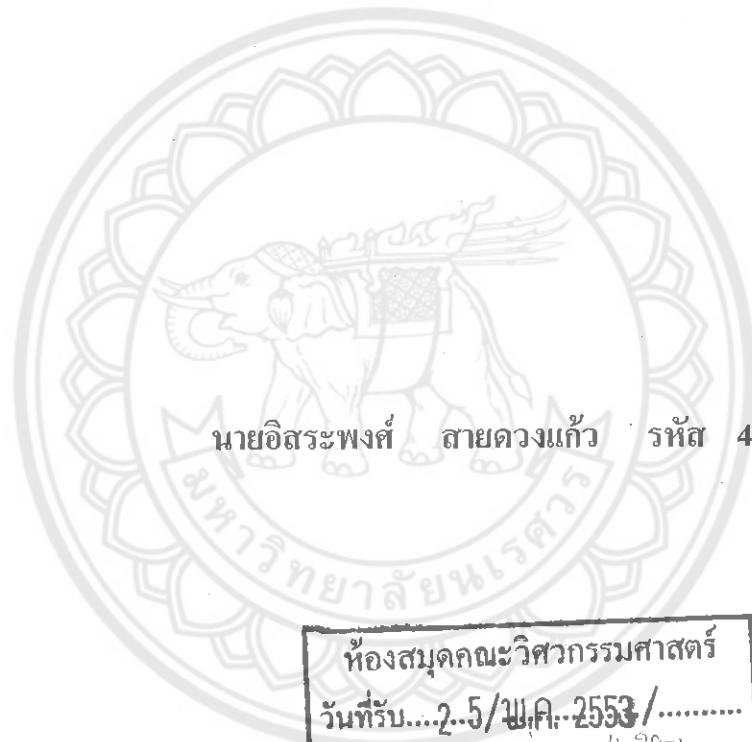 นายอิสระพงศ์ สายดวงแก้ว รหัส 4
มหาวิทยาลัยนเรศวร
ห้องสมุดคณะวิศวกรรมศาสตร์
วันที่รับ....2..5/ พ.ค. 2553/..........